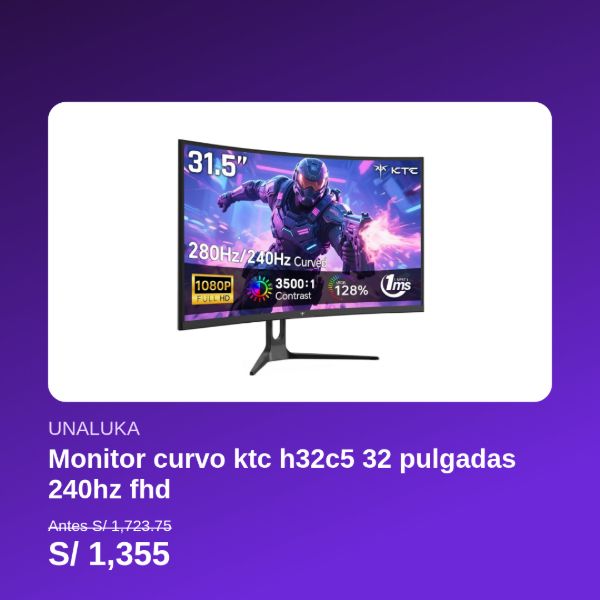 31.5"
KTC
280Hz/240Hz Curved
1080P
FULL HD
3500:1
Contrast
128%
1ms
UNALUKA
Monitor curvo ktc h32c5 32 pulgadas
240hz fhd
Antes S/ 1,723.75
S/ 1,355